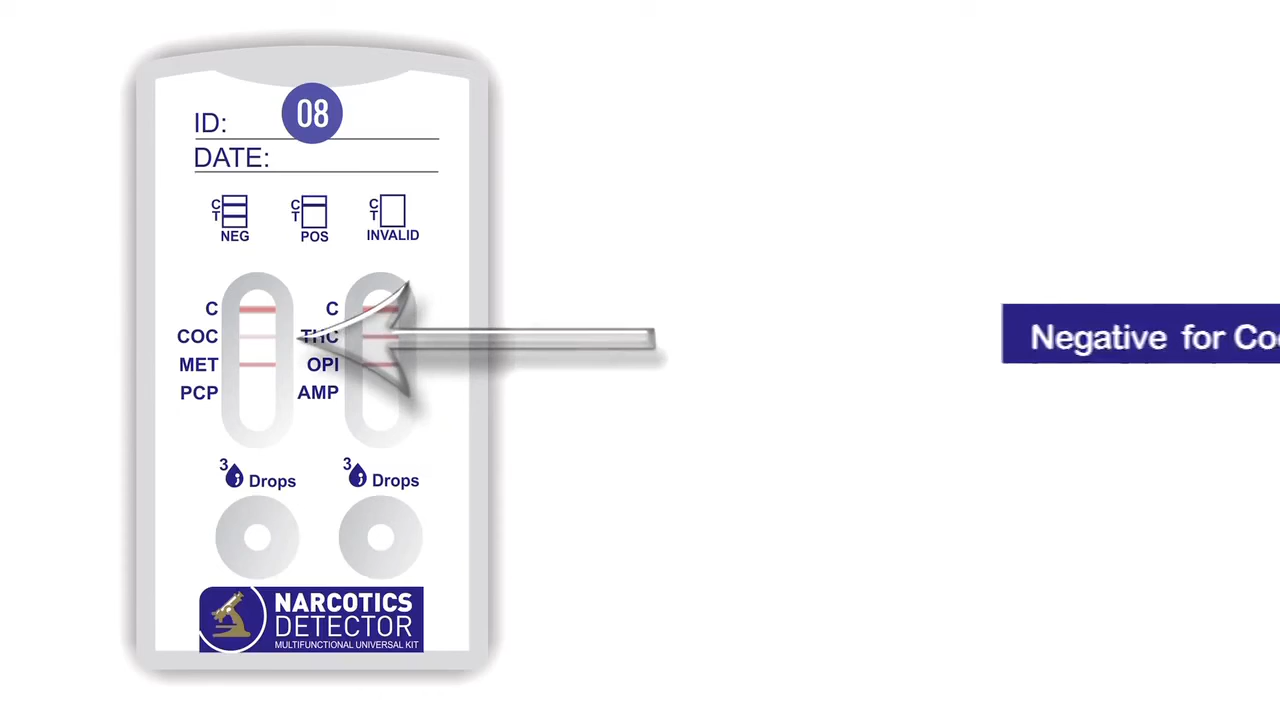 08
ID:
DATE:
C
T
NEG
C
T
POS
C
T
INVALID
C
COC
MET
PCP
C
THC
OPI
AMP
3 Drops
3 Drops
NARCOTICS
DETECTOR
MULTIFUNCTIONAL UNIVERSAL KIT
Negative for